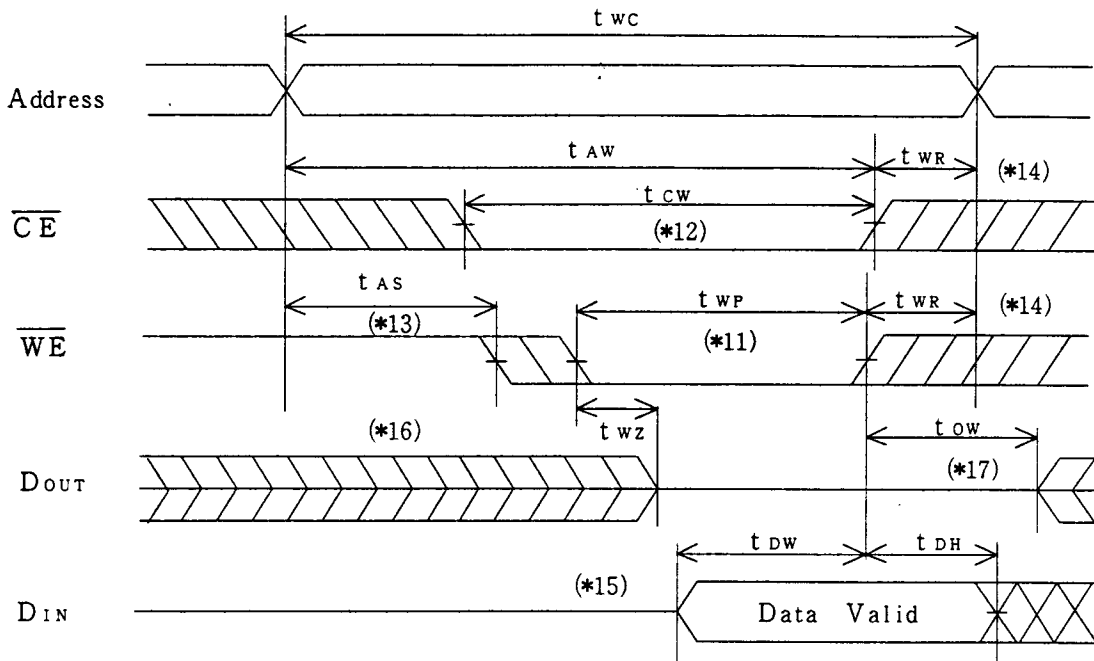 t WC
Address
t AW
t WR
(*14)
CE
t CW
(*12)
t AS
(*13)
t WP
(*11)
t WR
(*14)
WE
t WZ
t OW
(*16)
(*17)
DOUT
t DW
t DH
(*15)
DIN
Data Valid